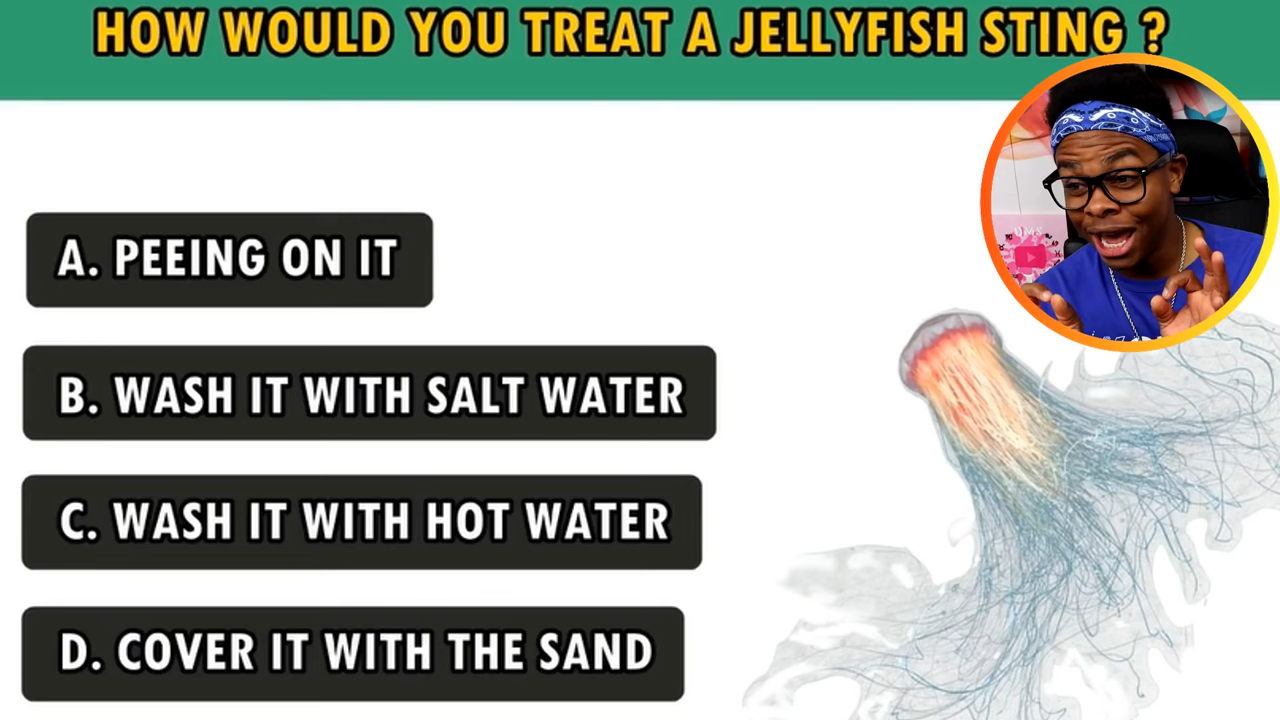 HOW WOULD YOU TREAT A JELLYFISH STING ?
A. PEEING ON IT
B. WASH IT WITH SALT WATER
C. WASH IT WITH HOT WATER
D. COVER IT WITH THE SAND